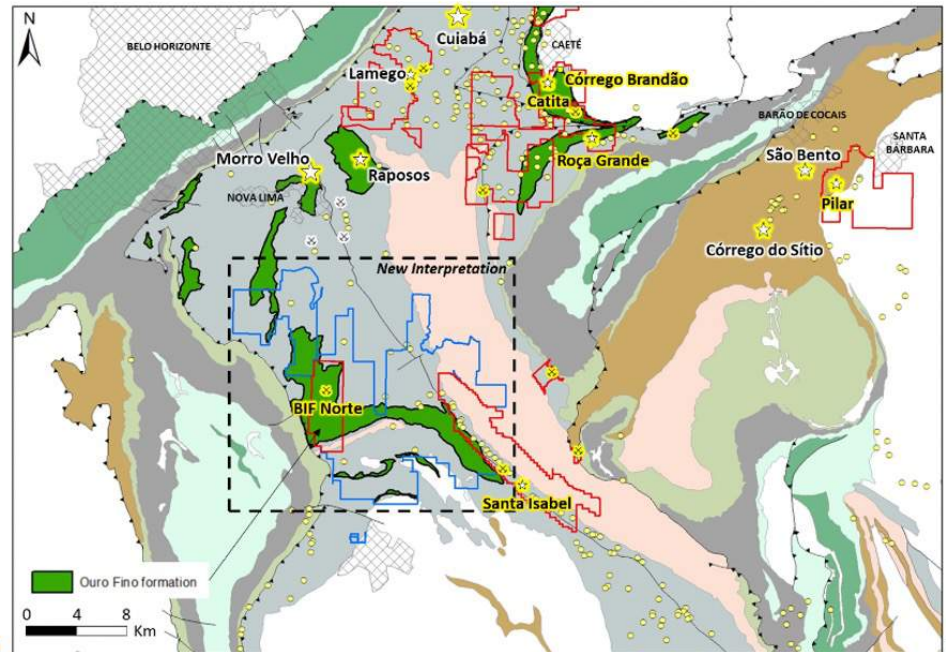 N
BELO HORIZONTE
Cuiabá
CAETÉ
Lamego
Córrego Brandão
Catita
BARÃO DE COCAIS
Roça Grande
SANTA
BÁRBARA
São Bento
Morro Velho
Raposos
Pilar
NOVA LIMA
Córrego do Sítio
New Interpretation
BIF Norte
Santa Isabel
Ouro Fino formation
0 4 8
Km